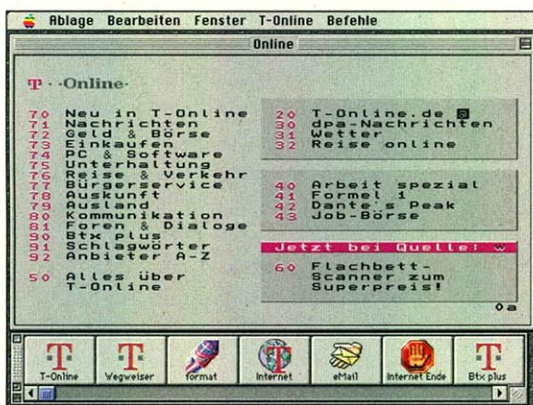 Ablage Bearbeiten Fenster T-Online Befehle
Online
T · · Online ·
70 Neu in T-Online
71 Nachrichten
72 Geld & Börse
73 Einkaufen
74 PC & Software
75 Unterhaltung
76 Reise & Verkehr
77 Bürgerservice
78 Auskunft
79 Ausland
80 Kommunikation
81 Foren & Dialoge
90 Btx plus
91 Schlagwörter
92 Anbieter A-Z
50 Alles über
T-Online
20 T-Online.de
30 dpa-Nachrichten
31 Wetter
32 Reise online
40 Arbeit spezial
41 Formel 1
42 Dante's Peak
43 Job-Börse
Jetzt bei Quelle:
60 Flachbett-
Scanner zum
Superpreis!
0a
T-Online Wegweiser format Internet eMail Internet Ende Btx plus